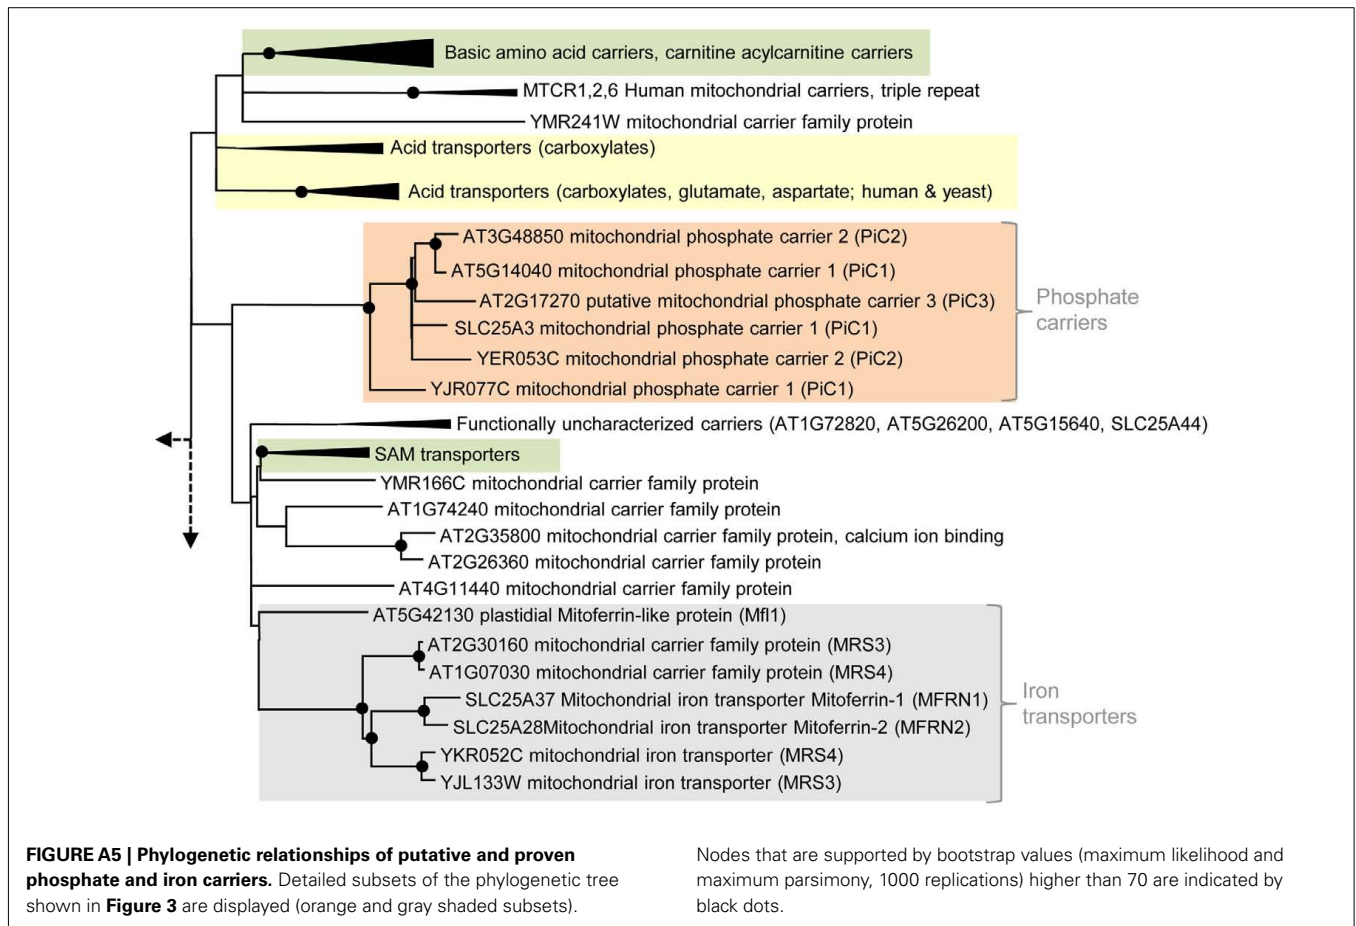 Basic amino acid carriers, carnitine acylcarnitine carriers
MTCR1,2,6 Human mitochondrial carriers, triple repeat
YMR241W mitochondrial carrier family protein
Acid transporters (carboxylates)
Acid transporters (carboxylates, glutamate, aspartate; human & yeast)
AT3G48850 mitochondrial phosphate carrier 2 (PiC2)
AT5G14040 mitochondrial phosphate carrier 1 (PiC1)
AT2G17270 putative mitochondrial phosphate carrier 3 (PiC3)
SLC25A3 mitochondrial phosphate carrier 1 (PiC1)
YER053C mitochondrial phosphate carrier 2 (PiC2)
YJR077C mitochondrial phosphate carrier 1 (PiC1)
Phosphate
carriers
Functionally uncharacterized carriers (AT1G72820, AT5G26200, AT5G15640, SLC25A44)
SAM transporters
YMR166C mitochondrial carrier family protein
AT1G74240 mitochondrial carrier family protein
AT2G35800 mitochondrial carrier family protein, calcium ion binding
AT2G26360 mitochondrial carrier family protein
AT4G11440 mitochondrial carrier family protein
AT5G42130 plastidial Mitoferrin-like protein (Mfl1)
AT2G30160 mitochondrial carrier family protein (MRS3)
AT1G07030 mitochondrial carrier family protein (MRS4)
SLC25A37 Mitochondrial iron transporter Mitoferrin-1 (MFRN1)
SLC25A28Mitochondrial iron transporter Mitoferrin-2 (MFRN2)
YKR052C mitochondrial iron transporter (MRS4)
YJL133W mitochondrial iron transporter (MRS3)
Iron
transporters
FIGURE A5 | Phylogenetic relationships of putative and proven
phosphate and iron carriers. Detailed subsets of the phylogenetic tree
shown in Figure 3 are displayed (orange and gray shaded subsets).
Nodes that are supported by bootstrap values (maximum likelihood and
maximum parsimony, 1000 replications) higher than 70 are indicated by
black dots.